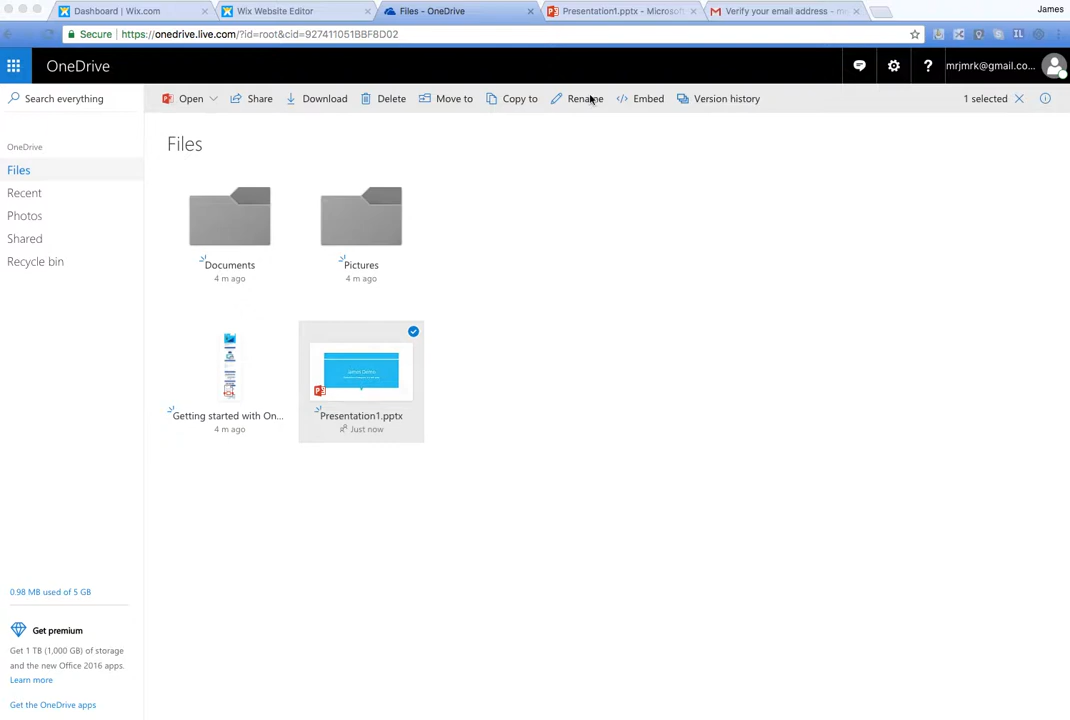 Dashboard | Wix.com
Wix Website Editor
Files - OneDrive
Presentation1.pptx - Microsoft
Verify your email address - m
James
Secure
https://onedrive.live.com/?id=root&cid=927411051BBF8D02
OneDrive
mrjmrk@gmail.co...
Search everything
Open
Share
Download
Delete
Move to
Copy to
Rename
Embed
Version history
1 selected
OneDrive
Files
Recent
Photos
Shared
Recycle bin
Files
Documents
4 m ago
Pictures
4 m ago
Getting started with On...
4 m ago
James Demo
Presentation1.pptx
Just now
0.98 MB used of 5 GB
Get premium
Get 1 TB (1,000 GB) of storage
and the new Office 2016 apps.
Learn more
Get the OneDrive apps